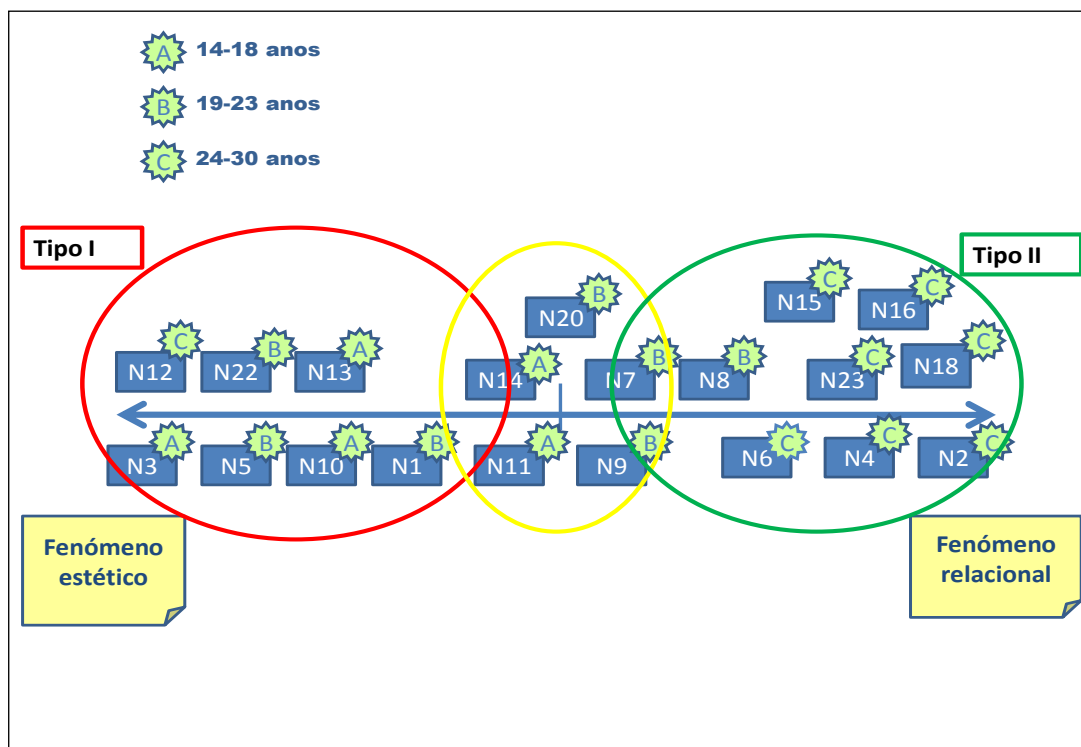 A 14-18 anos
B 19-23 anos
C 24-30 anos
Tipo I
Tipo II
N20 B
N15 C
N16 C
N12 C
N22 B
N13 A
N14 A
N7 B
N8 B
N23 C
N18 C
N3 A
N5 B
N10 A
N1 B
N11 A
N9 B
N6 C
N4 C
N2 C
Fenómeno
estético
Fenómeno
relacional